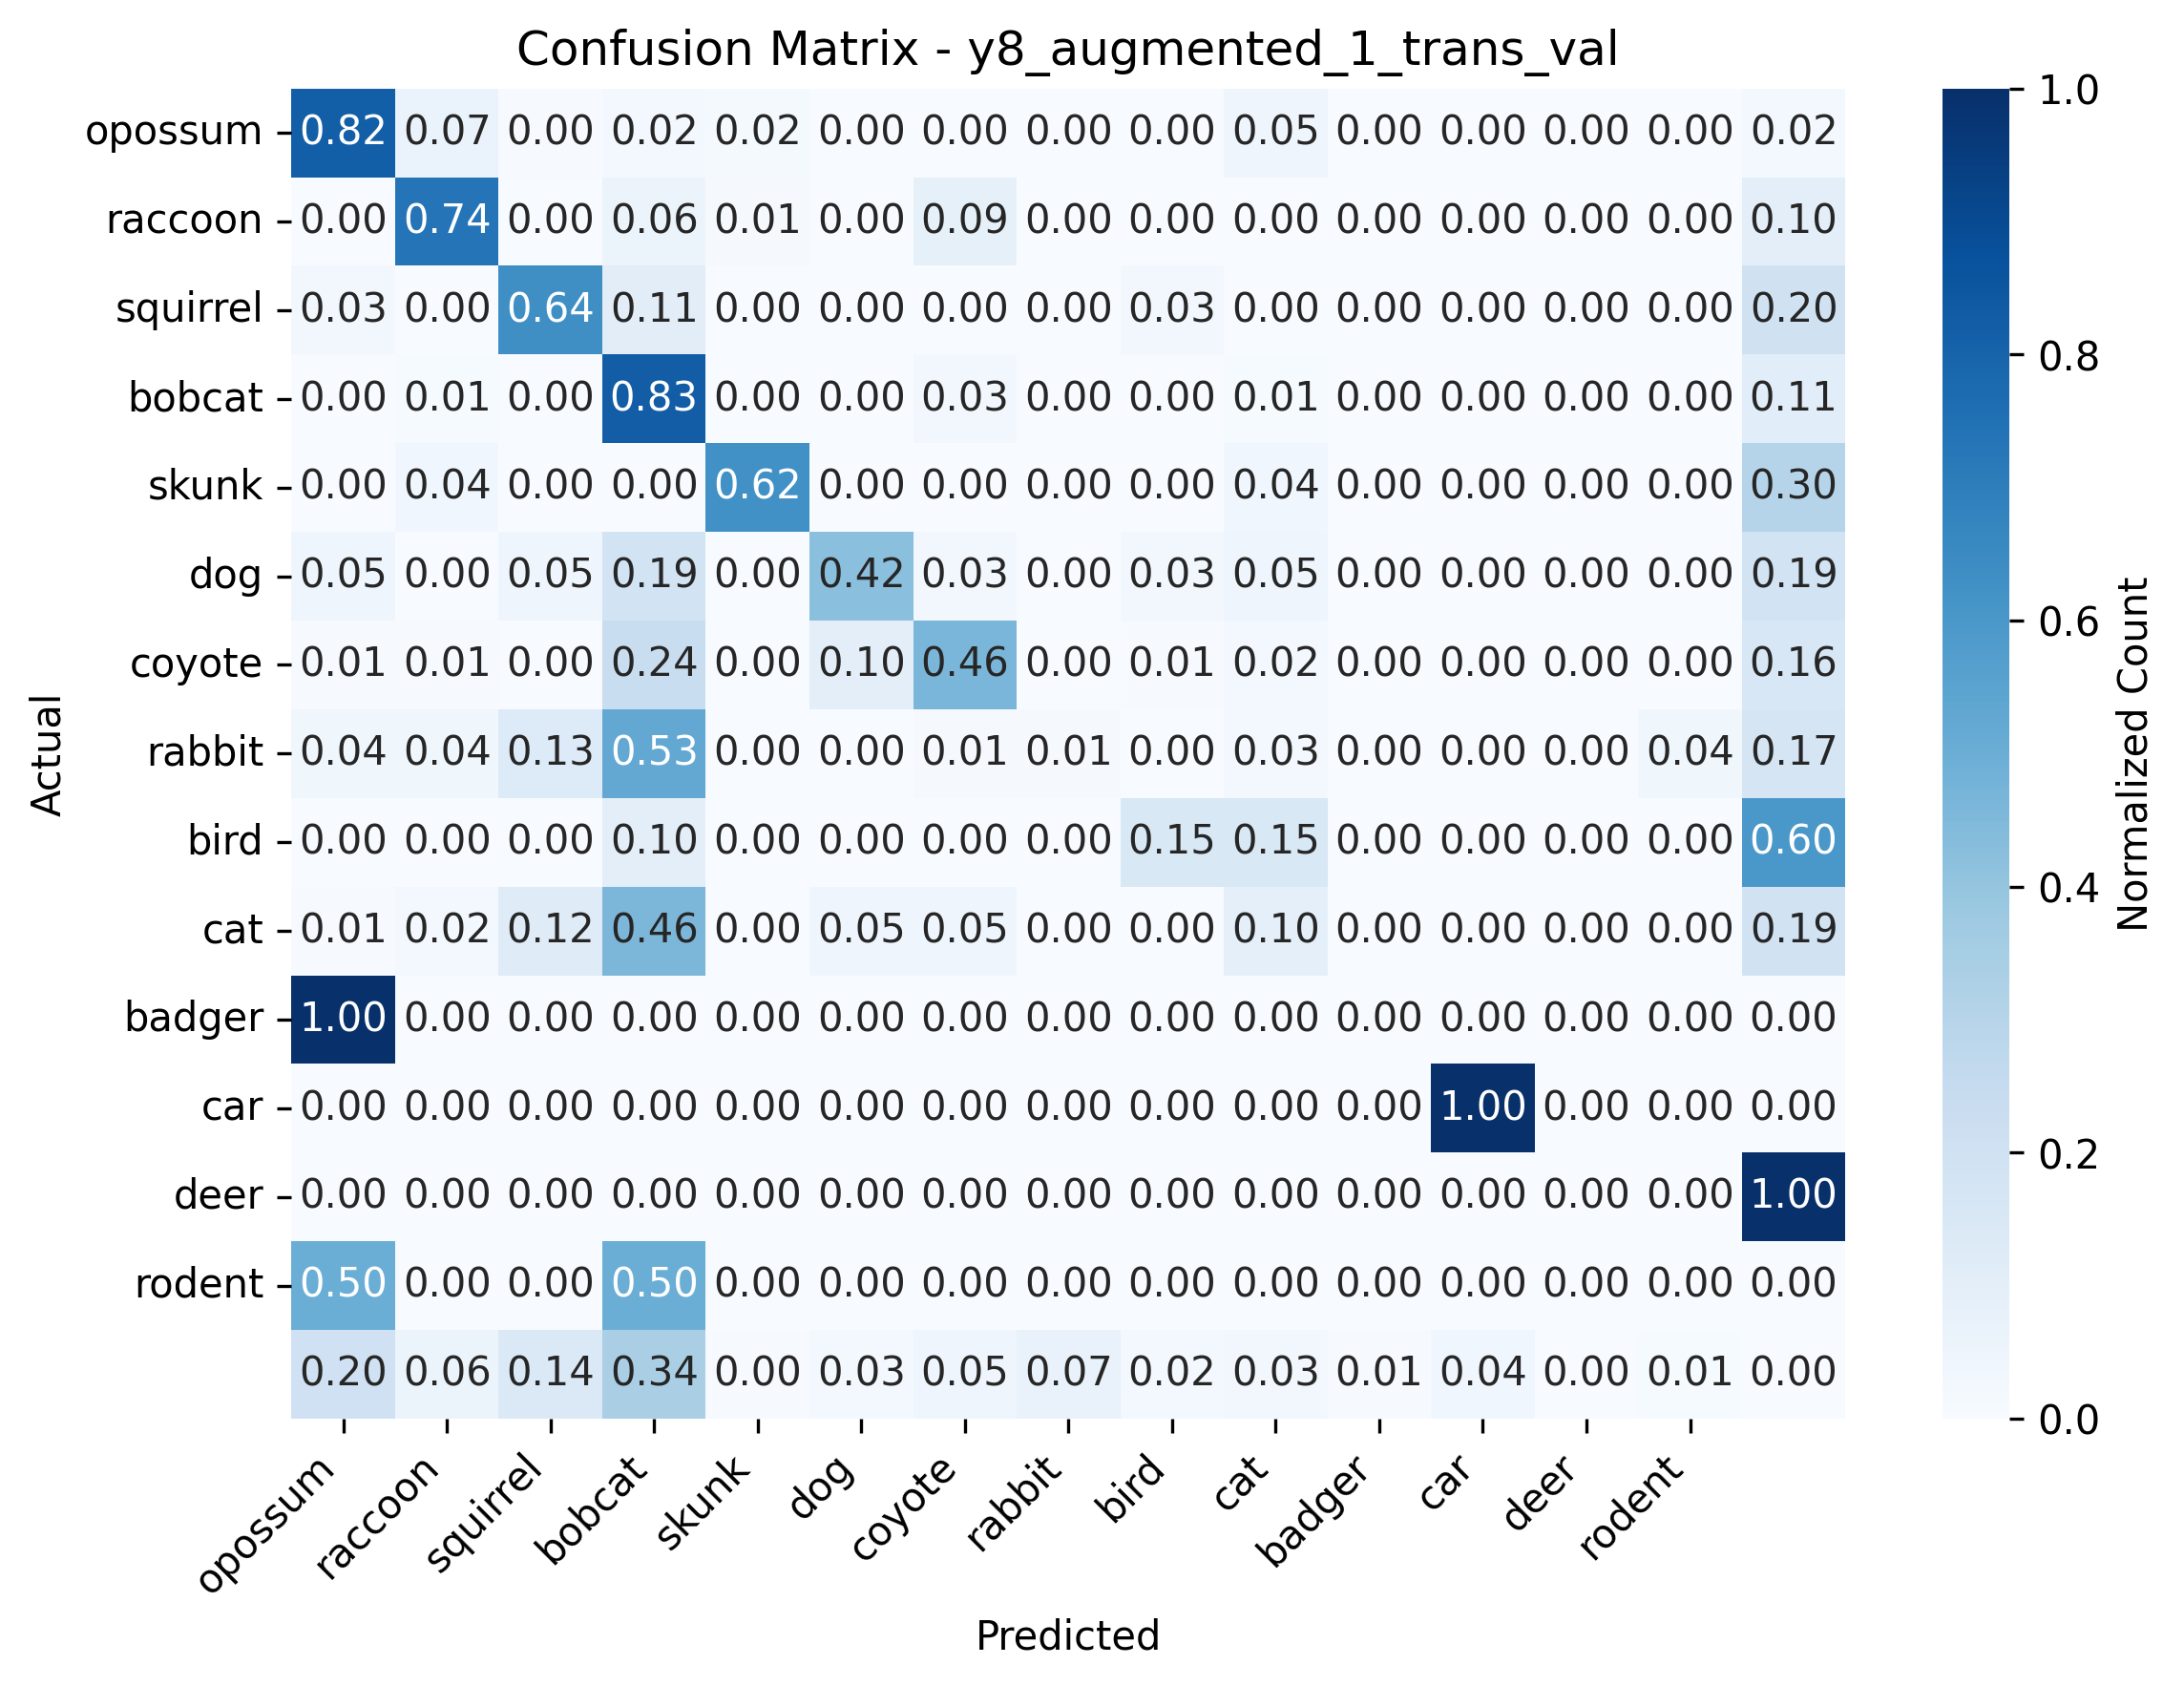 Confusion Matrix - y8_augmented_1_trans_val
opossum 0.82 0.07 0.00 0.02 0.02 0.00 0.00 0.00 0.00 0.05 0.00 0.00 0.00 0.00 0.02
raccoon 0.00 0.74 0.00 0.06 0.01 0.00 0.09 0.00 0.00 0.00 0.00 0.00 0.00 0.00 0.10
squirrel 0.03 0.00 0.64 0.11 0.00 0.00 0.00 0.00 0.03 0.00 0.00 0.00 0.00 0.00 0.20
bobcat 0.00 0.01 0.00 0.83 0.00 0.00 0.03 0.00 0.00 0.01 0.00 0.00 0.00 0.00 0.11
skunk 0.00 0.04 0.00 0.00 0.62 0.00 0.00 0.00 0.00 0.04 0.00 0.00 0.00 0.00 0.30
dog 0.05 0.00 0.05 0.19 0.00 0.42 0.03 0.00 0.03 0.05 0.00 0.00 0.00 0.00 0.19
coyote 0.01 0.01 0.00 0.24 0.00 0.10 0.46 0.00 0.01 0.02 0.00 0.00 0.00 0.00 0.16
rabbit 0.04 0.04 0.13 0.53 0.00 0.00 0.01 0.01 0.00 0.03 0.00 0.00 0.00 0.04 0.17
bird 0.00 0.00 0.00 0.10 0.00 0.00 0.00 0.00 0.15 0.15 0.00 0.00 0.00 0.00 0.60
cat 0.01 0.02 0.12 0.46 0.00 0.05 0.05 0.00 0.00 0.10 0.00 0.00 0.00 0.00 0.19
badger 1.00 0.00 0.00 0.00 0.00 0.00 0.00 0.00 0.00 0.00 0.00 0.00 0.00 0.00 0.00
car 0.00 0.00 0.00 0.00 0.00 0.00 0.00 0.00 0.00 0.00 0.00 1.00 0.00 0.00 0.00
deer 0.00 0.00 0.00 0.00 0.00 0.00 0.00 0.00 0.00 0.00 0.00 0.00 0.00 0.00 1.00
rodent 0.50 0.00 0.00 0.50 0.00 0.00 0.00 0.00 0.00 0.00 0.00 0.00 0.00 0.00 0.00
0.20 0.06 0.14 0.34 0.00 0.03 0.05 0.07 0.02 0.03 0.01 0.04 0.00 0.01 0.00
opossum raccoon squirrel bobcat skunk dog coyote rabbit bird cat badger car deer rodent
Predicted
Actual
1.0
0.8
0.6
0.4
0.2
0.0
Normalized Count